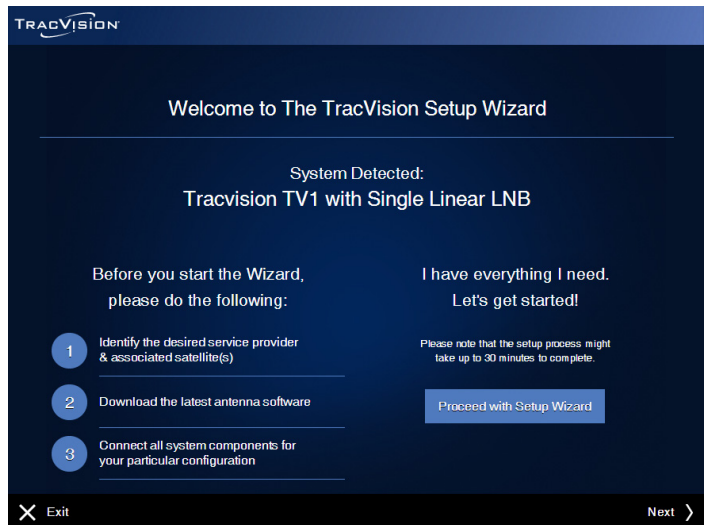 TRACVISION
Welcome to The TracVision Setup Wizard
System Detected:
Tracvision TV1 with Single Linear LNB
Before you start the Wizard,
please do the following:
1
Identify the desired service provider
& associated satellite(s)
2
Download the latest antenna software
3
Connect all system components for
your particular configuration
I have everything I need.
Let's get started!
Please note that the setup process might
take up to 30 minutes to complete.
Proceed with Setup Wizard
Exit
Next